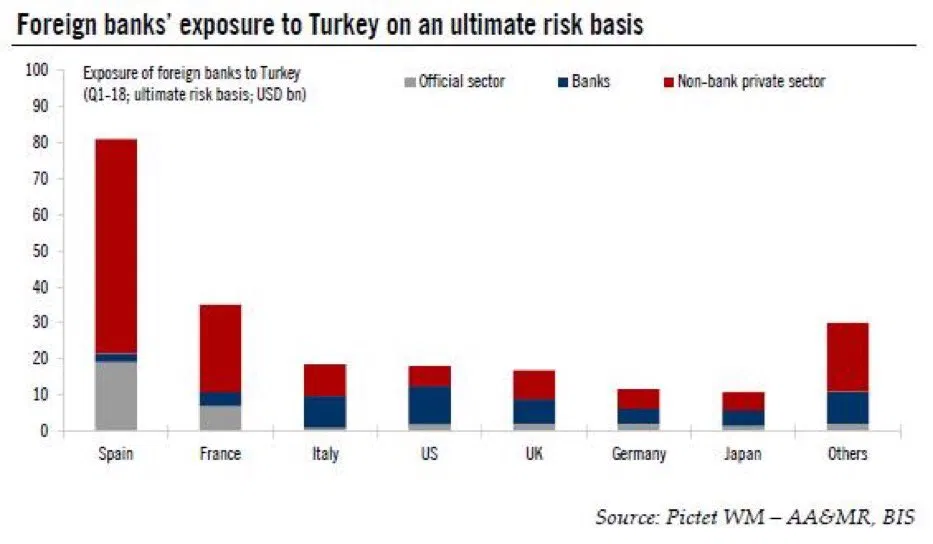 Foreign banks' exposure to Turkey on an ultimate risk basis
Exposure of foreign banks to Turkey
(Q1-18; ultimate risk basis; USD bn)
Official sector
Banks
Non-bank private sector
100
90
80
70
60
50
40
30
20
10
0
Spain
France
Italy
US
UK
Germany
Japan
Others
Source: Pictet WM – AA&MR, BIS